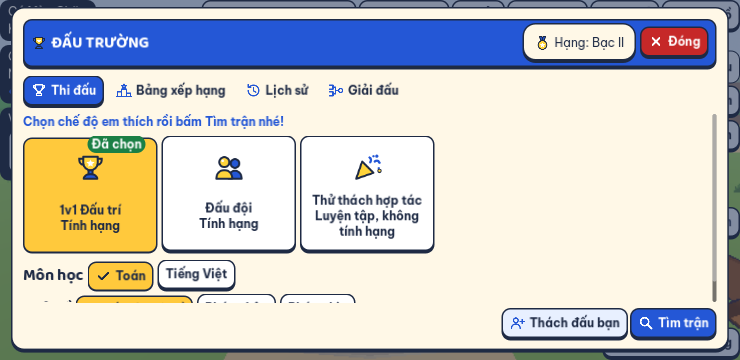 ĐẤU TRƯỜNG
Hạng: Bạc II
Đóng
Thi đấu
Bảng xếp hạng
Lịch sử
Giải đấu
Chọn chế độ em thích rồi bấm Tìm trận nhé!
Đã chọn
1v1 Đấu trí
Tính hạng
Đấu đội
Tính hạng
Thử thách hợp tác
Luyện tập, không
tính hạng
Môn học
Toán
Tiếng Việt
Thách đấu bạn
Tìm trận